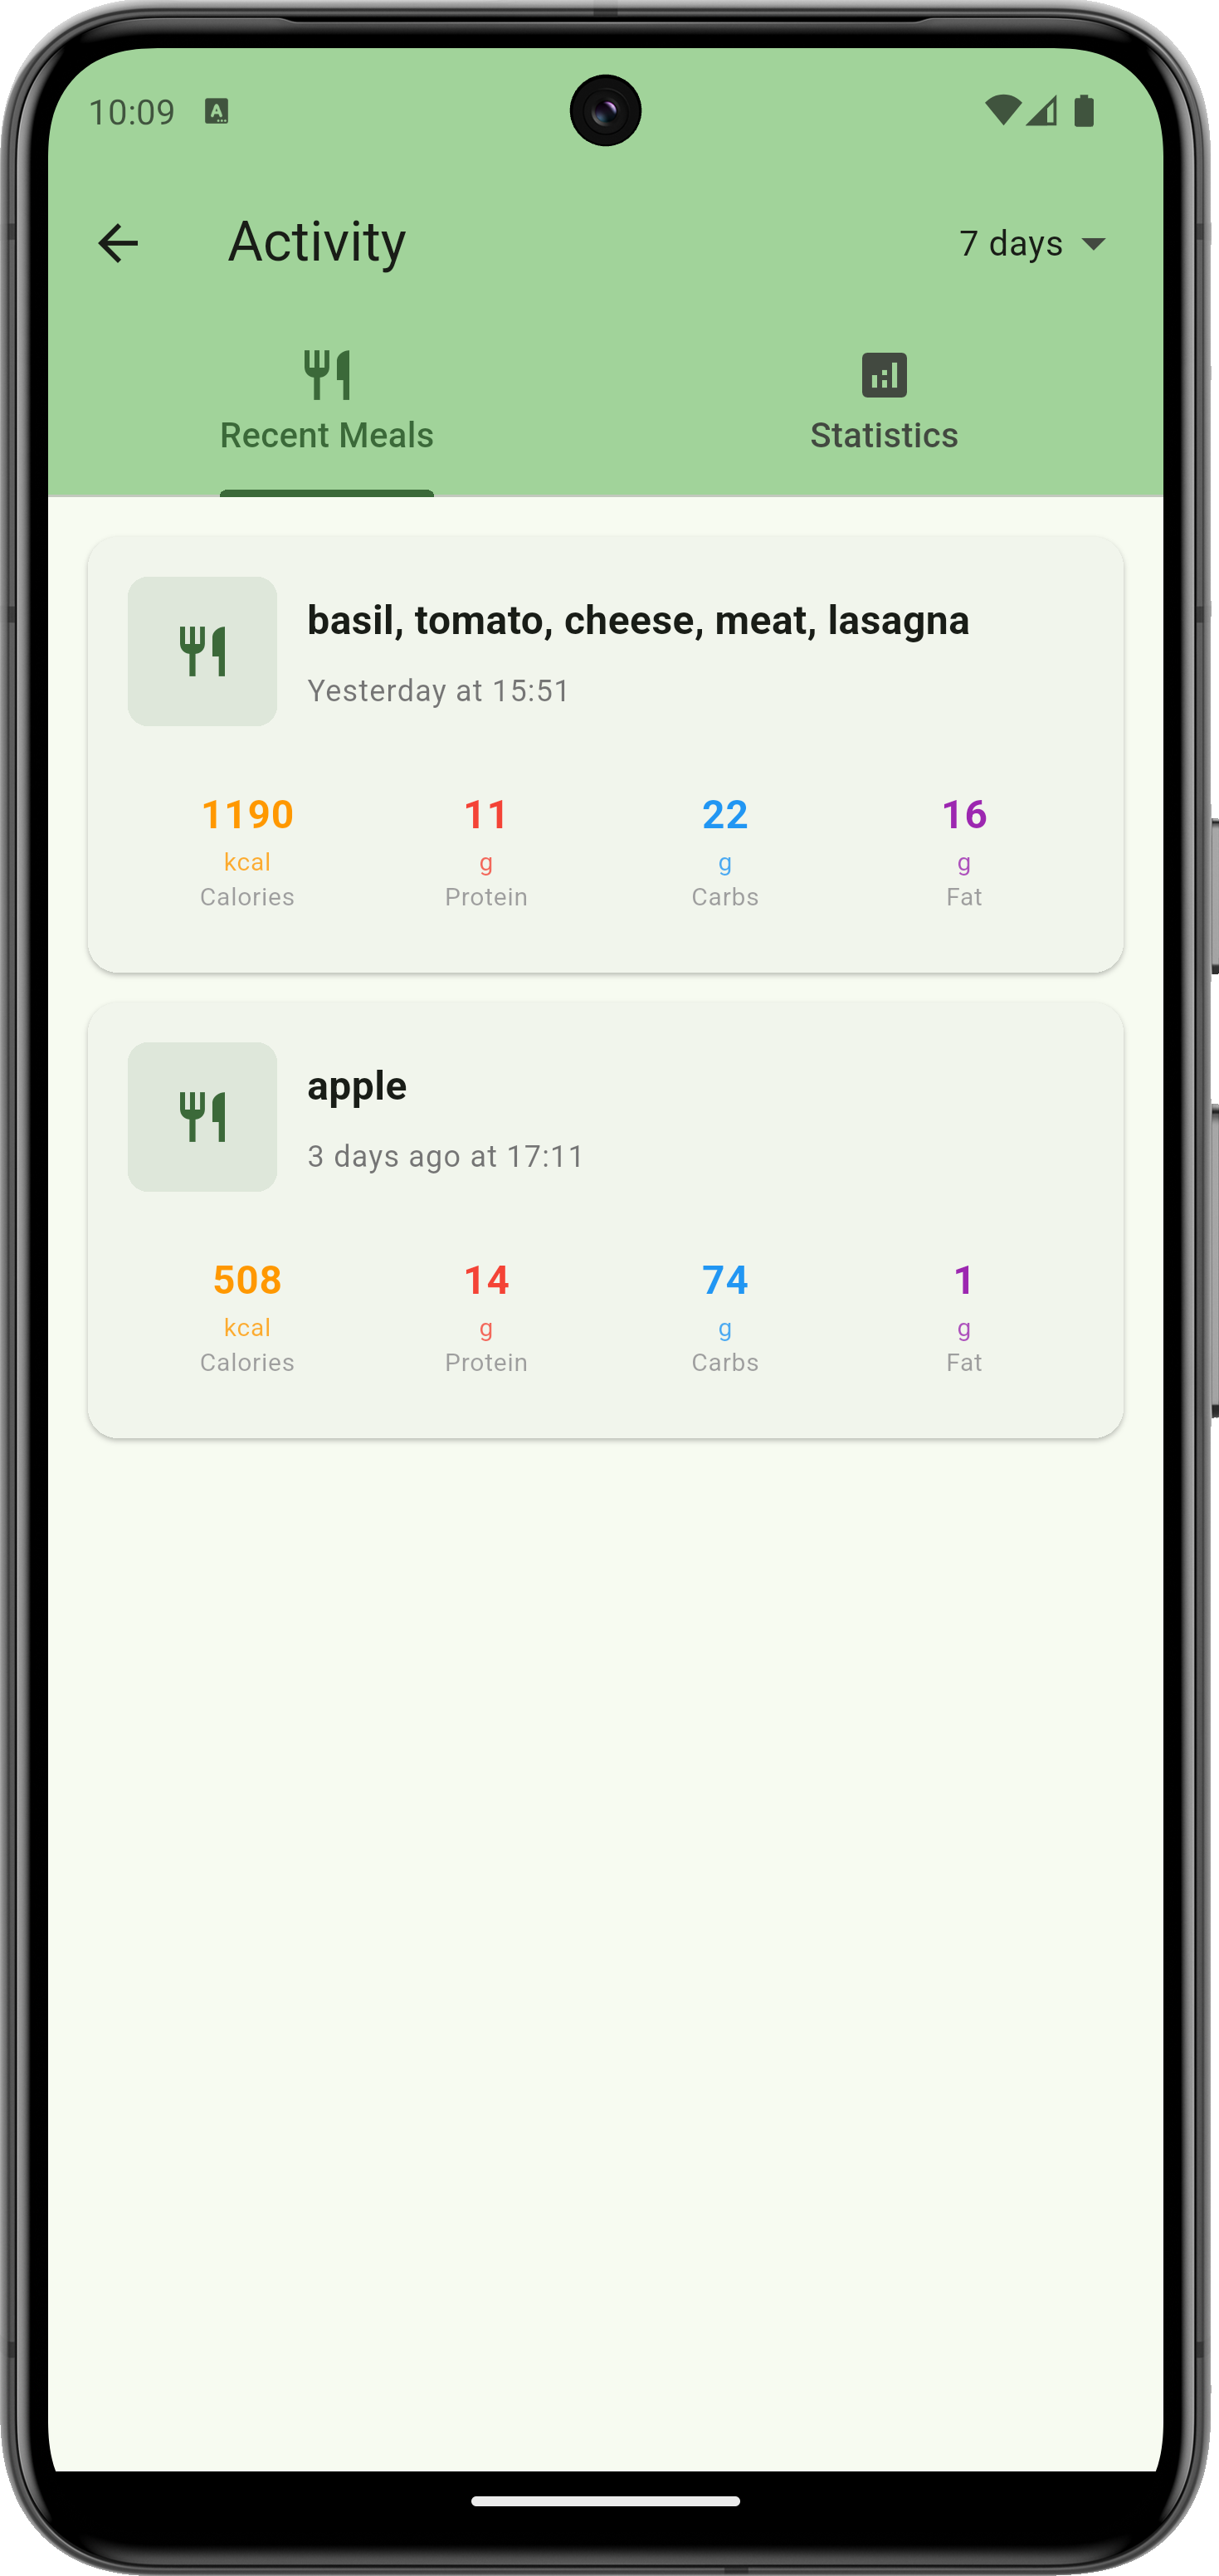 10:09
Activity
7 days
Recent Meals
Statistics
basil, tomato, cheese, meat, lasagna
Yesterday at 15:51
1190 11 22 16
kcal g g g
Calories Protein Carbs Fat
apple
3 days ago at 17:11
508 14 74 1
kcal g g g
Calories Protein Carbs Fat